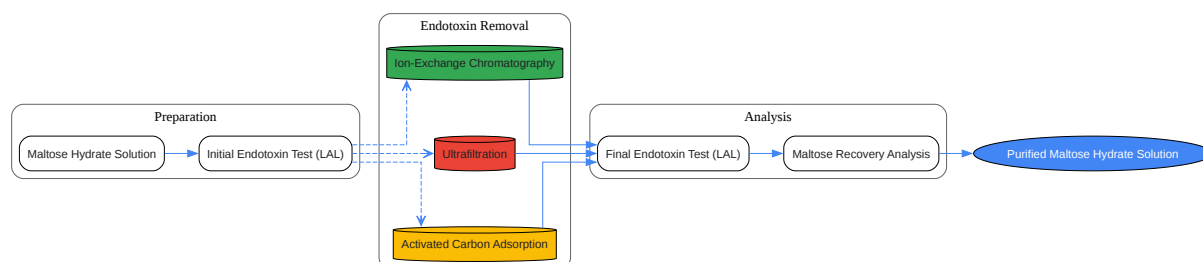 Endotoxin Removal
Ion-Exchange Chromatography
Preparation
Analysis
Maltose Hydrate Solution
Initial Endotoxin Test (LAL)
Ultrafiltration
Final Endotoxin Test (LAL)
Maltose Recovery Analysis
Purified Maltose Hydrate Solution
Activated Carbon Adsorption